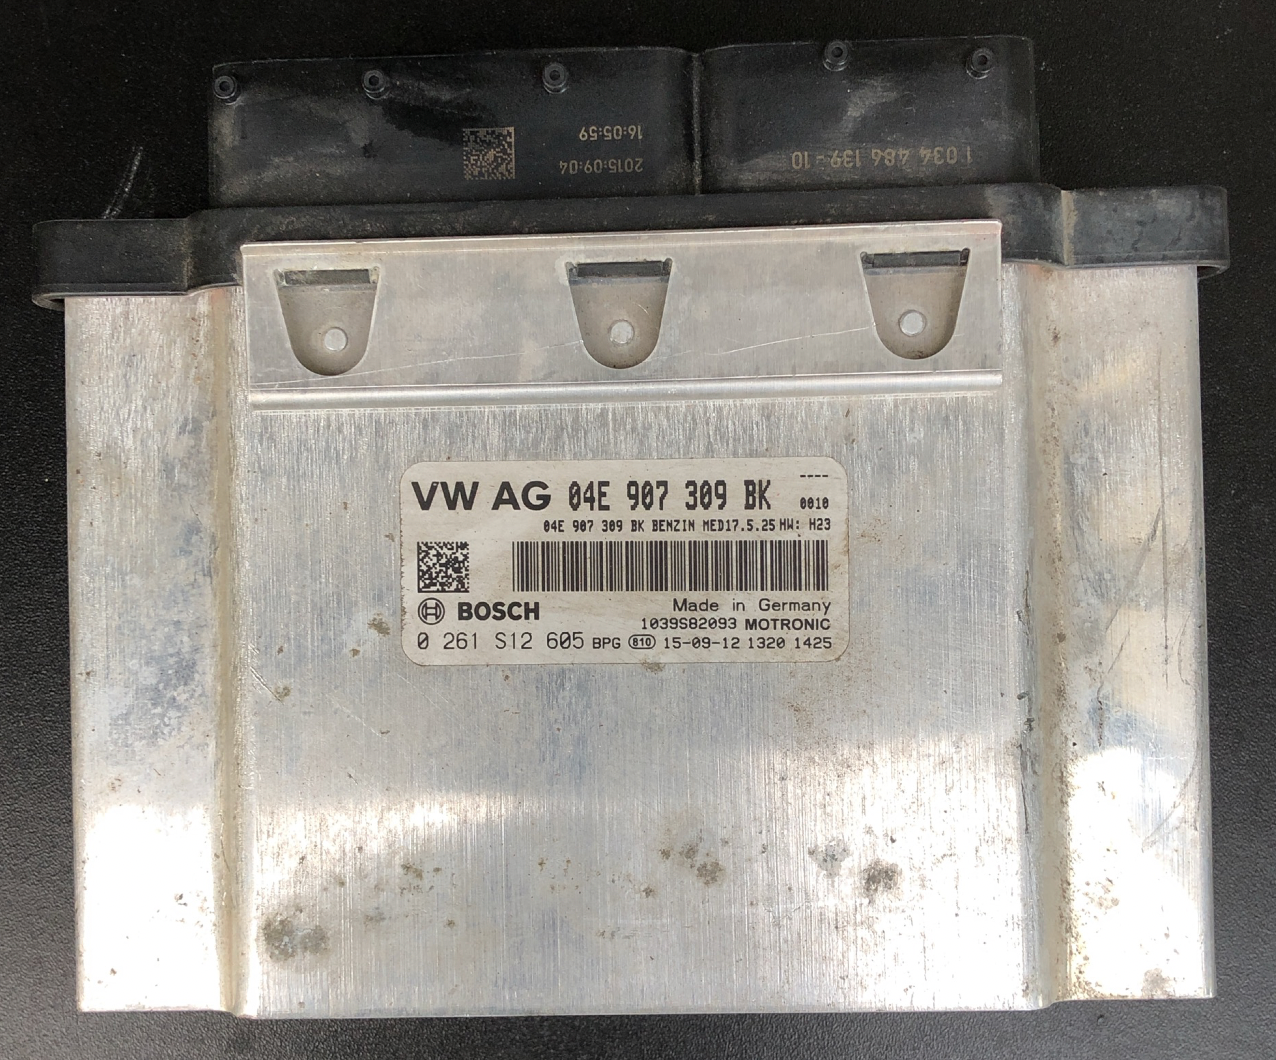 16:05:59
2015:09:04
1 034 486 139-10
VW AG 04E 907 309 BK ---- 0010
04E 907 309 BK BENZIN MED17.5.25 HW: H23
BOSCH
Made in Germany
1039S82093 MOTRONIC
0 261 S12 605 BPG 810 15-09-12 1320 1425